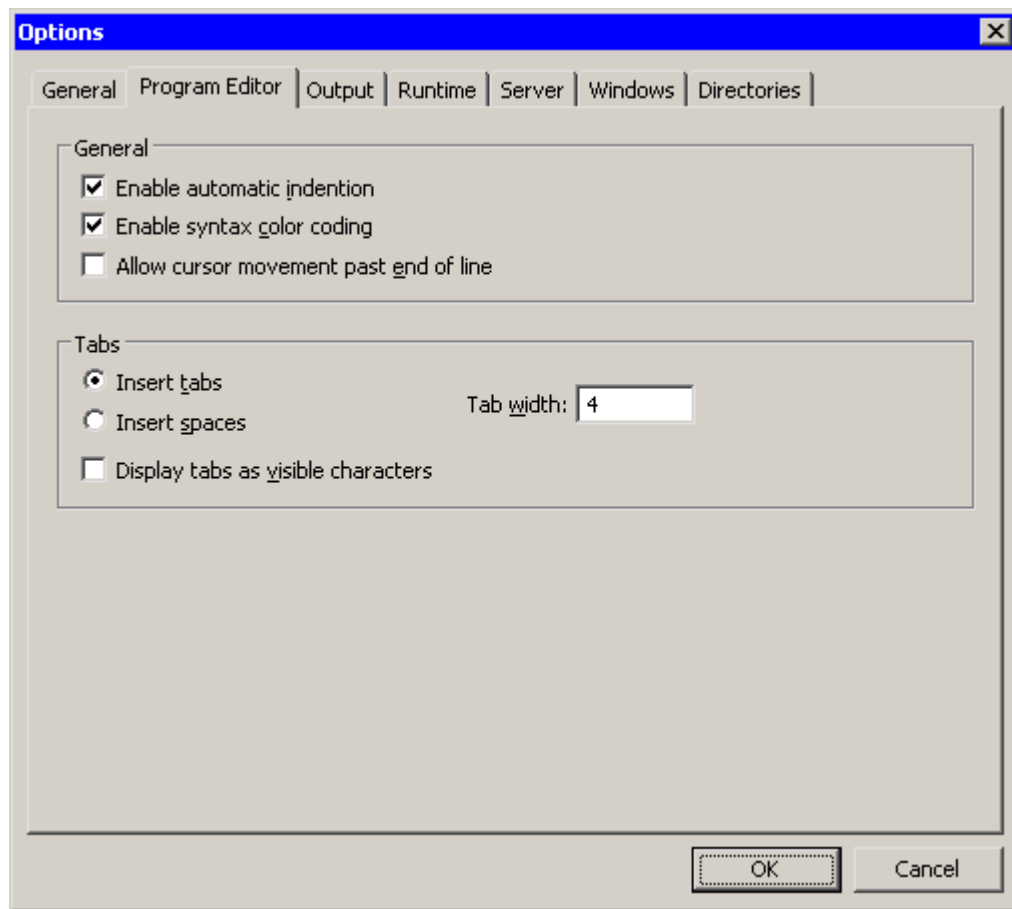 Options
General Program Editor Output Runtime Server Windows Directories
General
Enable automatic indention
Enable syntax color coding
Allow cursor movement past end of line
Tabs
Insert tabs
Tab width: 4
Insert spaces
Display tabs as visible characters
OK Cancel